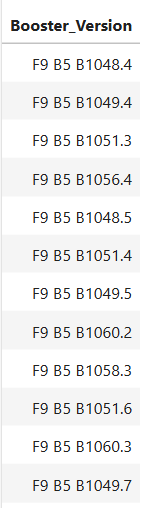 Booster_Version
F9 B5 B1048.4
F9 B5 B1049.4
F9 B5 B1051.3
F9 B5 B1056.4
F9 B5 B1048.5
F9 B5 B1051.4
F9 B5 B1049.5
F9 B5 B1060.2
F9 B5 B1058.3
F9 B5 B1051.6
F9 B5 B1060.3
F9 B5 B1049.7